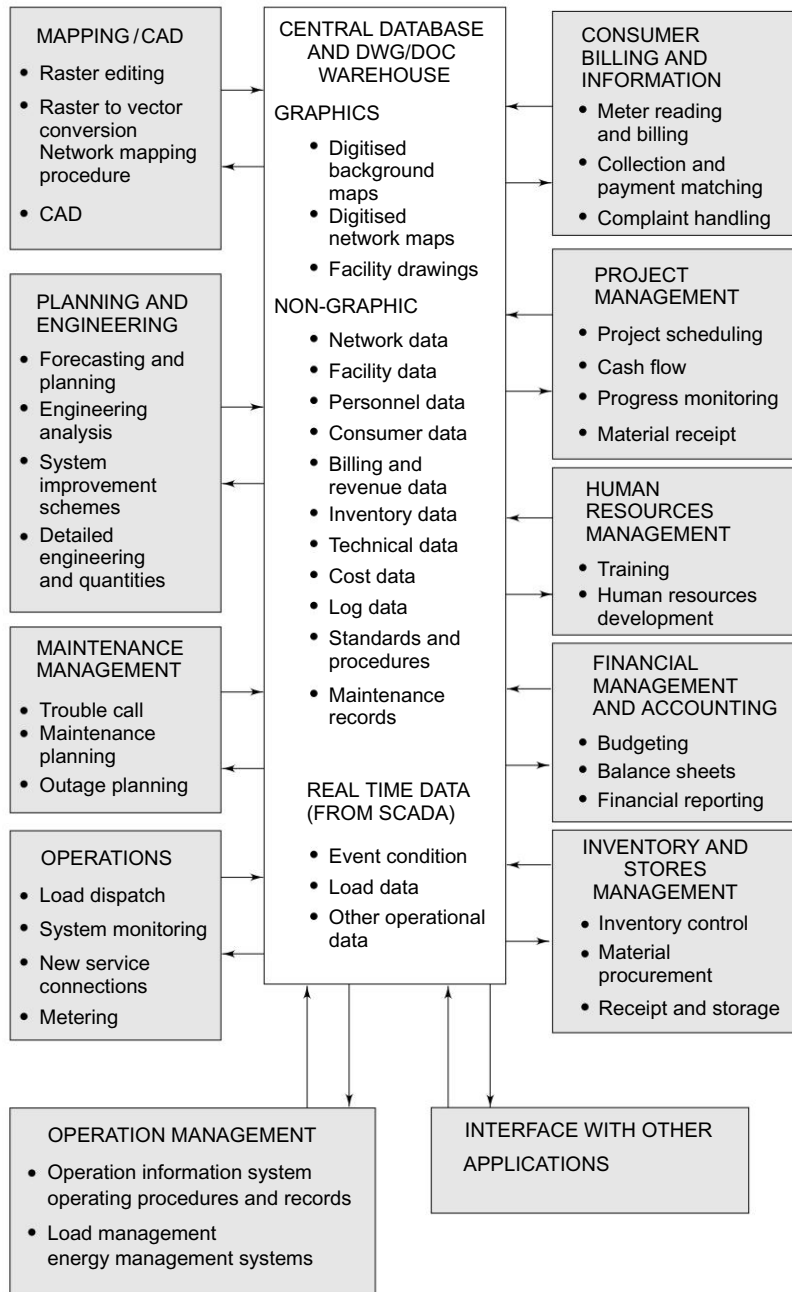 MAPPING / CAD
• Raster editing
• Raster to vector
conversion
Network mapping
procedure
• CAD
PLANNING AND
ENGINEERING
• Forecasting and
planning
• Engineering
analysis
• System
improvement
schemes
• Detailed
engineering
and quantities
MAINTENANCE
MANAGEMENT
• Trouble call
• Maintenance
planning
• Outage planning
OPERATIONS
• Load dispatch
• System monitoring
• New service
connections
• Metering
CENTRAL DATABASE
AND DWG/DOC
WAREHOUSE
GRAPHICS
• Digitised
background
maps
• Digitised
network maps
• Facility drawings
NON-GRAPHIC
• Network data
• Facility data
• Personnel data
• Consumer data
• Billing and
revenue data
• Inventory data
• Technical data
• Cost data
• Log data
• Standards and
procedures
• Maintenance
records
REAL TIME DATA
(FROM SCADA)
• Event condition
• Load data
• Other operational
data
CONSUMER
BILLING AND
INFORMATION
• Meter reading
and billing
• Collection and
payment matching
• Complaint handling
PROJECT
MANAGEMENT
• Project scheduling
• Cash flow
• Progress monitoring
• Material receipt
HUMAN
RESOURCES
MANAGEMENT
• Training
• Human resources
development
FINANCIAL
MANAGEMENT
AND ACCOUNTING
• Budgeting
• Balance sheets
• Financial reporting
INVENTORY AND
STORES
MANAGEMENT
• Inventory control
• Material
procurement
• Receipt and storage
OPERATION MANAGEMENT
• Operation information system
operating procedures and records
• Load management
energy management systems
INTERFACE WITH OTHER
APPLICATIONS